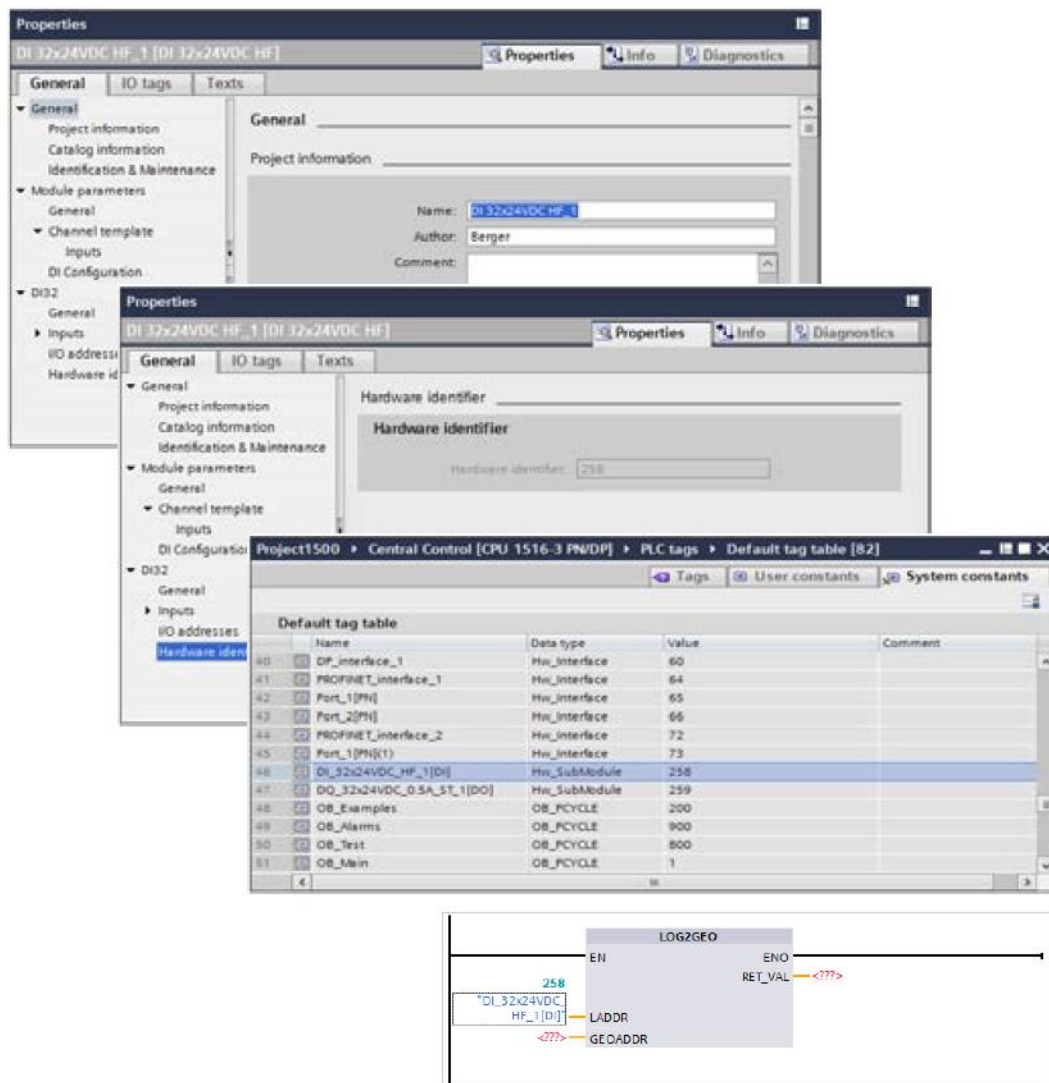 Properties
DI 32x24VDC HF_1 [DI 32x24VDC HF]
Properties Info Diagnostics
General IO tags Texts
General
Project information
Catalog information
Identification & Maintenance
Module parameters
General
Channel template
Inputs
DI Configuration
DI32
General
Inputs
I/O addresse
Hardware id
General
Project information
Name: DI 32x24VDC HF_1
Author: Berger
Comment:
Properties
DI 32x24VDC HF_1 [DI 32x24VDC HF]
Properties Info Diagnostics
General IO tags Texts
General
Project information
Catalog information
Identification & Maintenance
Module parameters
General
Channel template
Inputs
DI Configuratio
DI32
General
Inputs
I/O addresses
Hardware iden
Hardware identifier
Hardware identifier
Hardware identifier: 258
Project1500 Central Control [CPU 1516-3 PN/DP] PLC tags Default tag table [82]
Tags User constants System constants
Default tag table
Name Data type Value Comment
40 DP_interface_1 Hw_Interface 60
41 PROFINET_interface_1 Hw_Interface 64
42 Port_1[PN] Hw_Interface 65
43 Port_2[PN] Hw_Interface 66
44 PROFINET_interface_2 Hw_Interface 72
45 Port_1[PN](1) Hw_Interface 73
46 DI_32x24VDC_HF_1[DI] Hw_SubModule 258
47 DQ_32x24VDC_0.5A_ST_1[DO] Hw_SubModule 259
48 OB_Examples OB_PCYCLE 200
49 OB_Alarms OB_PCYCLE 900
50 OB_Test OB_PCYCLE 800
51 OB_Main OB_PCYCLE 1
LOG2GEO
EN ENO
RET_VAL <???>
258
"DI_32x24VDC_
HF_1[DI]" LADDR
<???> GEOADDR